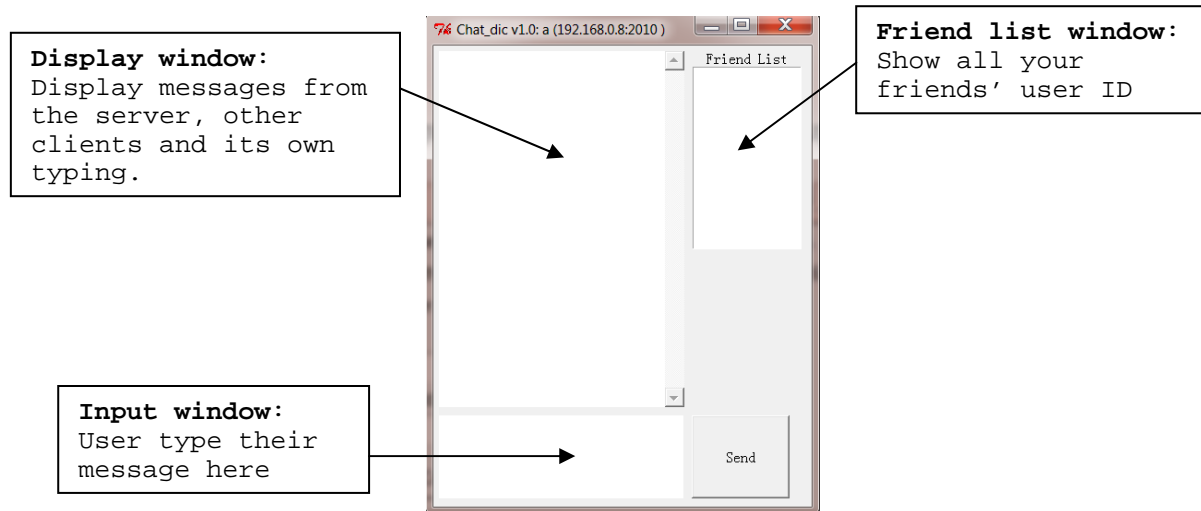 Display window:
Display messages from
the server, other
clients and its own
typing.
Chat_dic v1.0: a (192.168.0.8:2010 )
Friend List
Friend list window:
Show all your
friends’ user ID
Input window:
User type their
message here
Send